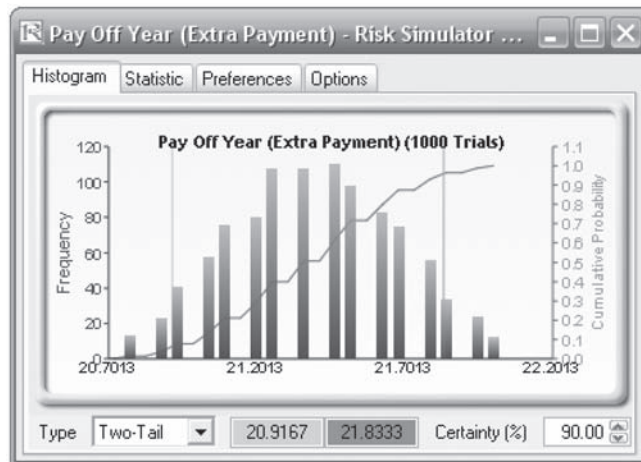 Pay Off Year (Extra Payment) - Risk Simulator ...
Histogram Statistic Preferences Options
Pay Off Year (Extra Payment) (1000 Trials)
Frequency
120
100
80
60
40
20
0
20.7013 21.2013 21.7013 22.2013
1.1
1.0
0.9
0.8
0.7
0.6
0.5
0.4
0.3
0.2
0.1
0.0
Cumulative Probability
Type Two-Tail 20.9167 21.8333 Certainty (%) 90.00